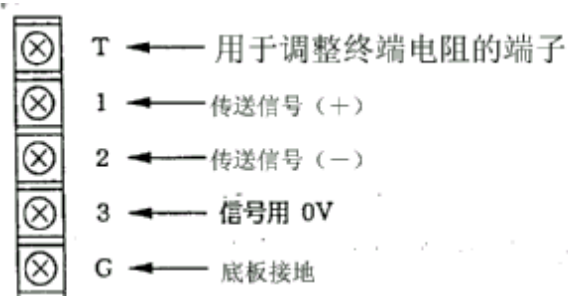 T 用于调整终端电阻的端子
1 传送信号（+）
2 传送信号（-）
3 信号用 0V
G 底板接地